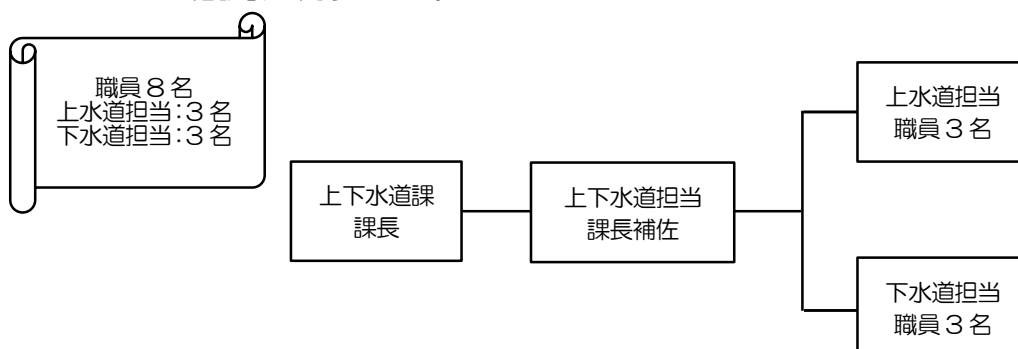 職員８名
上水道担当：３名
下水道担当：３名
上下水道課
課長
上下水道担当
課長補佐
上水道担当
職員３名
下水道担当
職員３名